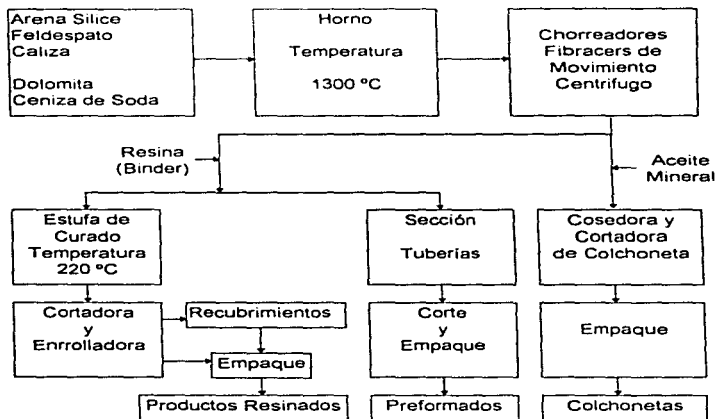 Arena Silice
Feldespato
Caliza
Dolomita
Ceniza de Soda
Horno
Temperatura
1300 ºC
Chorreadores
Fibracers de
Movimiento
Centrifugo
Resina
(Binder)
Aceite
Mineral
Estufa de
Curado
Temperatura
220 ºC
Sección
Tuberías
Cosedora y
Cortadora
de Colchoneta
Cortadora
y
Enrrolladora
Recubrimientos
Empaque
Corte
y
Empaque
Empaque
Productos Resinados
Preformados
Colchonetas